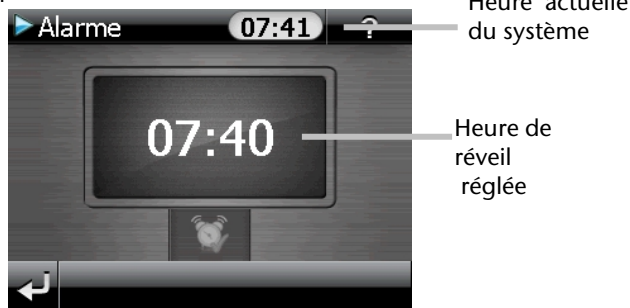 Heure actuelle
du système
Alarme 07:41 ?
07:40
Heure de
réveil
réglée